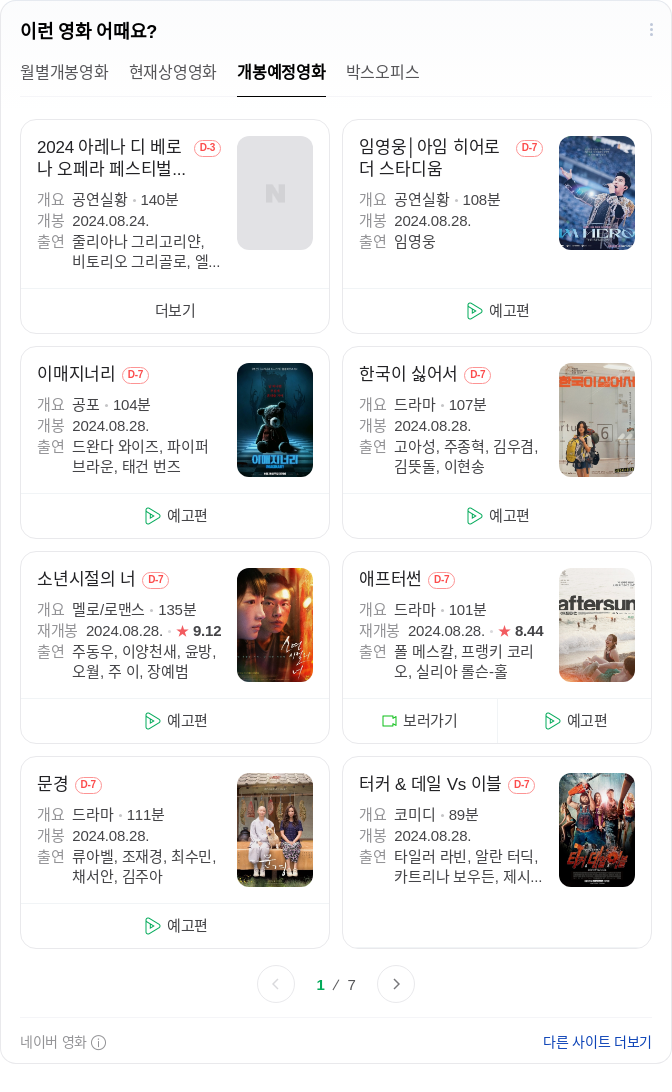 이런 영화 어때요?
월별개봉영화 현재상영영화 개봉예정영화 박스오피스
2024 아레나 디 베로 D-3
나 오페라 페스티벌...
개요 공연실황 · 140분
개봉 2024.08.24.
출연 줄리아나 그리고리얀,
비토리오 그리골로, 엘...
더보기
임영웅│아임 히어로 D-7
더 스타디움
개요 공연실황 · 108분
개봉 2024.08.28.
출연 임영웅
예고편
이매지너리 D-7
개요 공포 · 104분
개봉 2024.08.28.
출연 드완다 와이즈, 파이퍼
브라운, 태건 번즈
이매지너리
예고편
한국이 싫어서 D-7
개요 드라마 · 107분
개봉 2024.08.28.
출연 고아성, 주종혁, 김우겸,
김뜻돌, 이현송
한국이싫어서
예고편
소년시절의 너 D-7
개요 멜로/로맨스 · 135분
재개봉 2024.08.28. · ★ 9.12
출연 주동우, 이양천새, 윤방,
오월, 주 이, 장예범
소년
시절의
너
예고편
애프터썬 D-7
개요 드라마 · 101분
재개봉 2024.08.28. · ★ 8.44
출연 폴 메스칼, 프랭키 코리
오, 실리아 롤슨-홀
aftersun
보러가기
예고편
문경 D-7
개요 드라마 · 111분
개봉 2024.08.28.
출연 류아벨, 조재경, 최수민,
채서안, 김주아
문경
예고편
터커 & 데일 Vs 이블 D-7
개요 코미디 · 89분
개봉 2024.08.28.
출연 타일러 라빈, 알란 터딕,
카트리나 보우든, 제시...
1 / 7
네이버 영화
다른 사이트 더보기